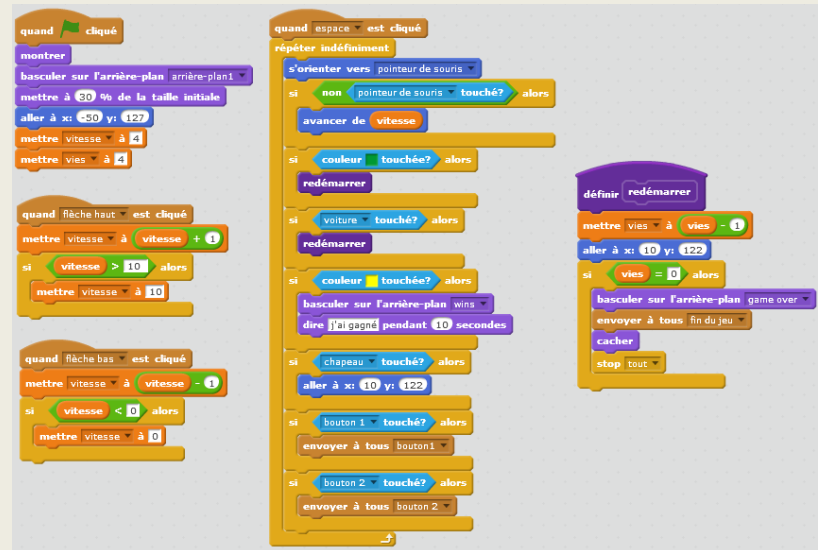 quand cliqué
montrer
basculer sur l'arrière-plan arrière-plan1
mettre à 30 % de la taille initiale
aller à x: -50 y: 127
mettre vitesse à 4
mettre vies à 4
quand flèche haut est cliqué
mettre vitesse à vitesse + 1
si vitesse > 10 alors
mettre vitesse à 10
quand flèche bas est cliqué
mettre vitesse à vitesse - 1
si vitesse < 0 alors
mettre vitesse à 0
quand espace est cliqué
répéter indéfiniment
s'orienter vers pointeur de souris
si non pointeur de souris touché? alors
avancer de vitesse
si couleur touchée? alors
redémarrer
si voiture touché? alors
redémarrer
si couleur touchée? alors
basculer sur l'arrière-plan wins
dire j'ai gagné pendant 10 secondes
si chapeau touché? alors
aller à x: 10 y: 122
si bouton 1 touché? alors
envoyer à tous bouton1
si bouton 2 touché? alors
envoyer à tous bouton 2
définir redémarrer
mettre vies à vies - 1
aller à x: 10 y: 122
si vies = 0 alors
basculer sur l'arrière-plan game over
envoyer à tous fin du jeu
cacher
stop tout